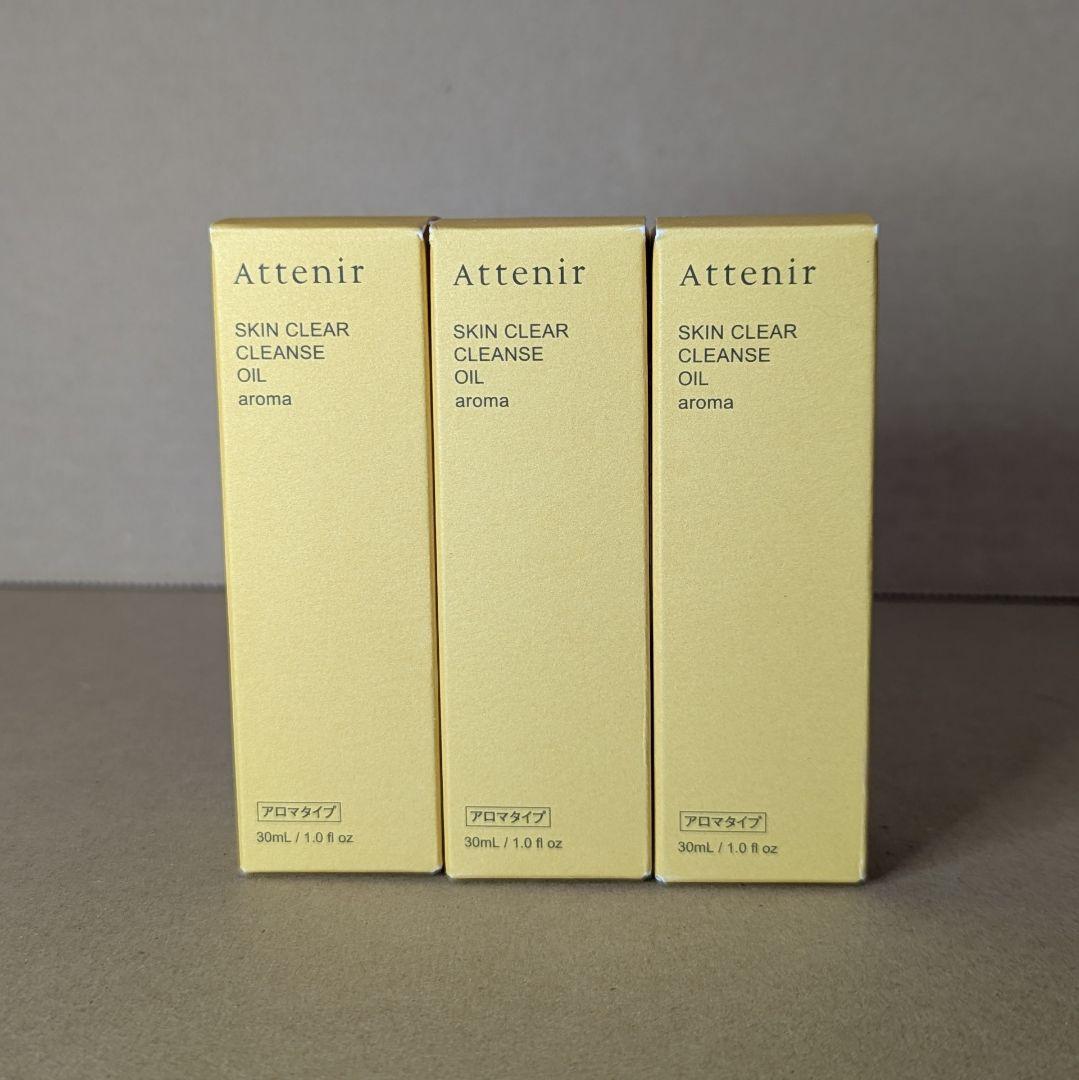 Attenir
SKIN CLEAR
CLEANSE
OIL
aroma
アロマタイプ
30mL / 1.0 fl oz
Attenir
SKIN CLEAR
CLEANSE
OIL
aroma
アロマタイプ
30mL / 1.0 fl oz
Attenir
SKIN CLEAR
CLEANSE
OIL
aroma
アロマタイプ
30mL / 1.0 fl oz